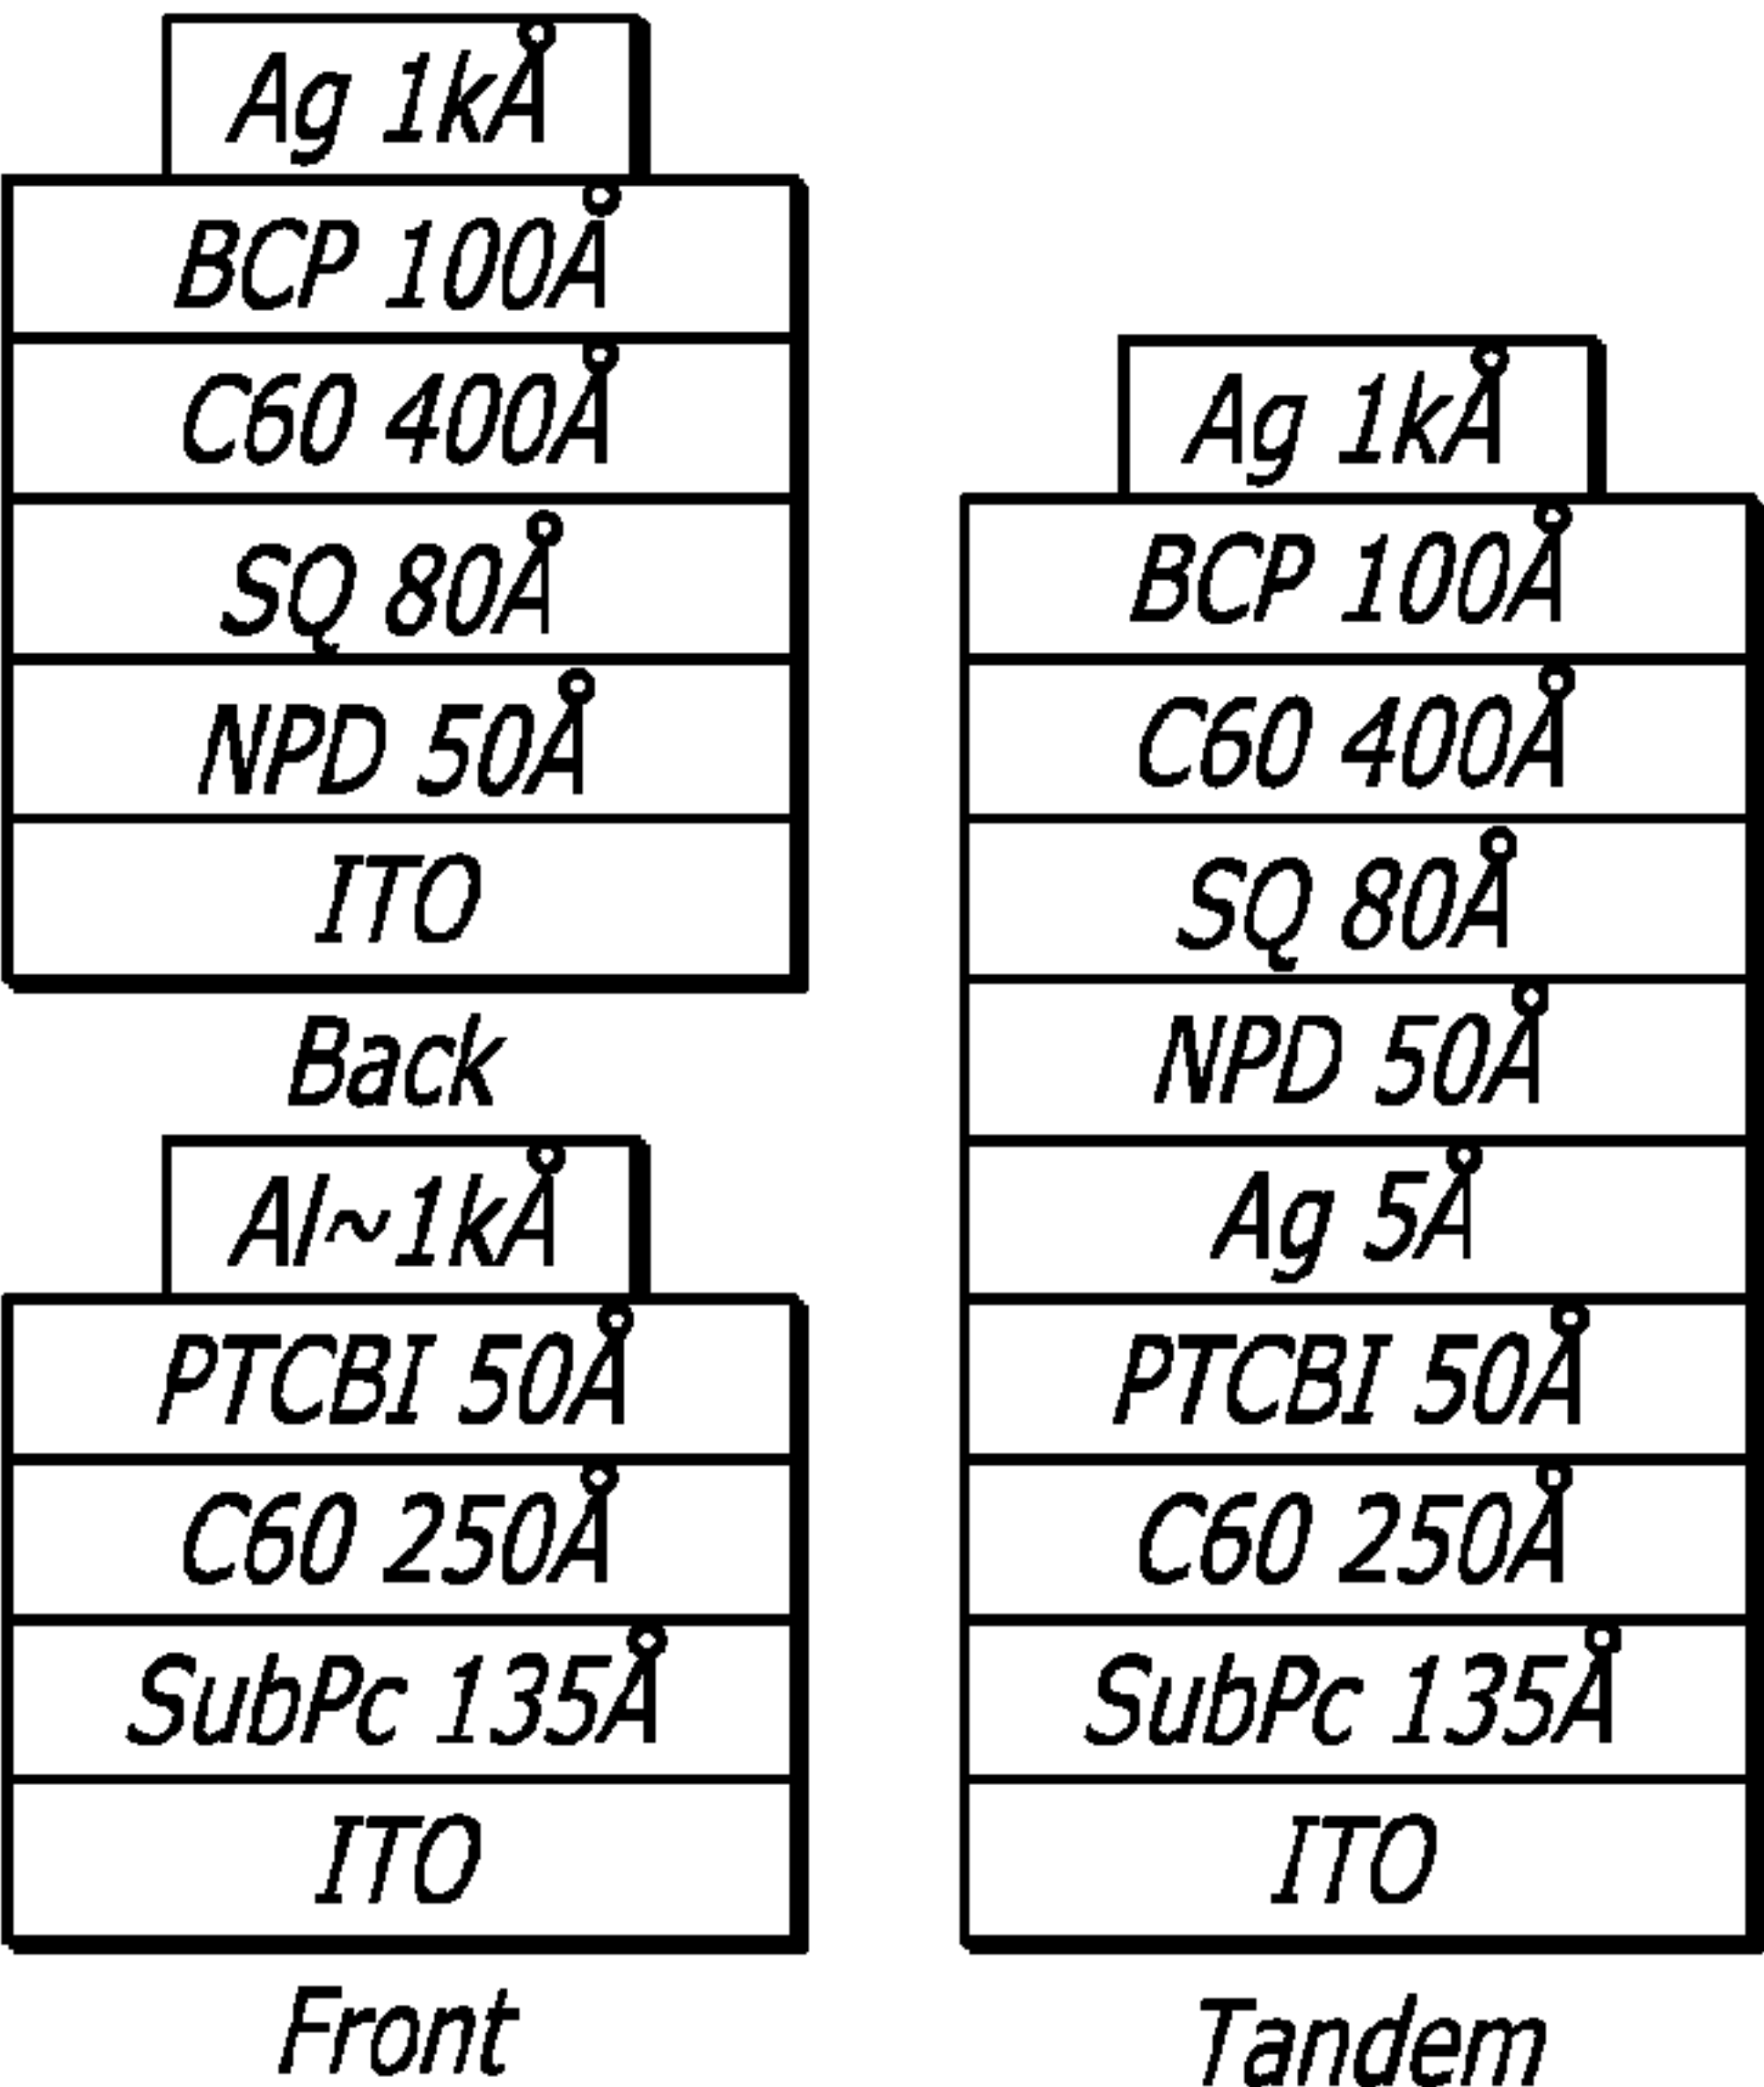 Ag 1kÅ
BCP 100Å
C60 400Å
SQ 80Å
NPD 50Å
ITO
Back
Al~1kÅ
PTCBI 50Å
C60 250Å
SubPc 135Å
ITO
Front
Ag 1kÅ
BCP 100Å
C60 400Å
SQ 80Å
NPD 50Å
Ag 5Å
PTCBI 50Å
C60 250Å
SubPc 135Å
ITO
Tandem